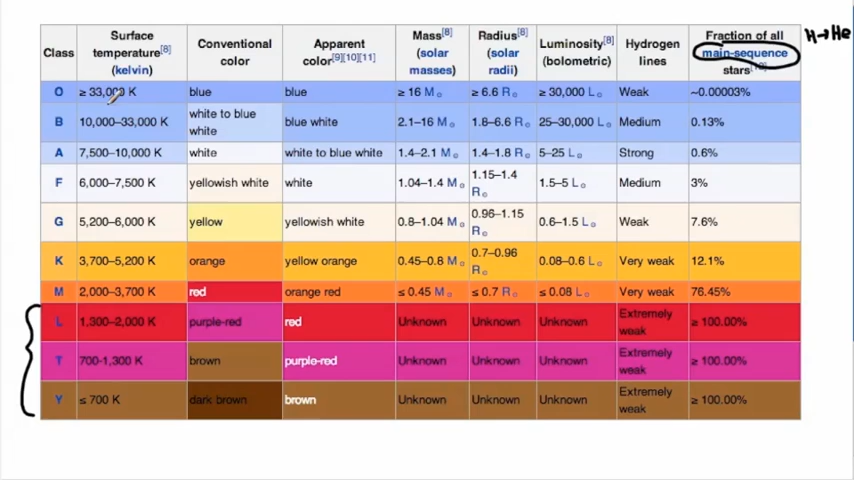 Class Surface temperature[8] (kelvin) Conventional color Apparent color[9][10][11] Mass[8] (solar masses) Radius[8] (solar radii) Luminosity[8] (bolometric) Hydrogen lines Fraction of all main-sequence stars H→He
O ≥ 33,000 K blue blue ≥ 16 M☉ ≥ 6.6 R☉ ≥ 30,000 L☉ Weak ~0.00003%
B 10,000–33,000 K white to blue white blue white 2.1–16 M☉ 1.8–6.6 R☉ 25–30,000 L☉ Medium 0.13%
A 7,500–10,000 K white white to blue white 1.4–2.1 M☉ 1.4–1.8 R☉ 5–25 L☉ Strong 0.6%
F 6,000–7,500 K yellowish white white 1.04–1.4 M☉ 1.15–1.4 R☉ 1.5–5 L☉ Medium 3%
G 5,200–6,000 K yellow yellowish white 0.8–1.04 M☉ 0.96–1.15 R☉ 0.6–1.5 L☉ Weak 7.6%
K 3,700–5,200 K orange yellow orange 0.45–0.8 M☉ 0.7–0.96 R☉ 0.08–0.6 L☉ Very weak 12.1%
M 2,000–3,700 K red orange red ≤ 0.45 M☉ ≤ 0.7 R☉ ≤ 0.08 L☉ Very weak 76.45%
L 1,300–2,000 K purple-red red Unknown Unknown Unknown Extremely weak ≥ 100.00%
T 700-1,300 K brown purple-red Unknown Unknown Unknown Extremely weak ≥ 100.00%
Y ≤ 700 K dark brown brown Unknown Unknown Unknown Extremely weak ≥ 100.00%